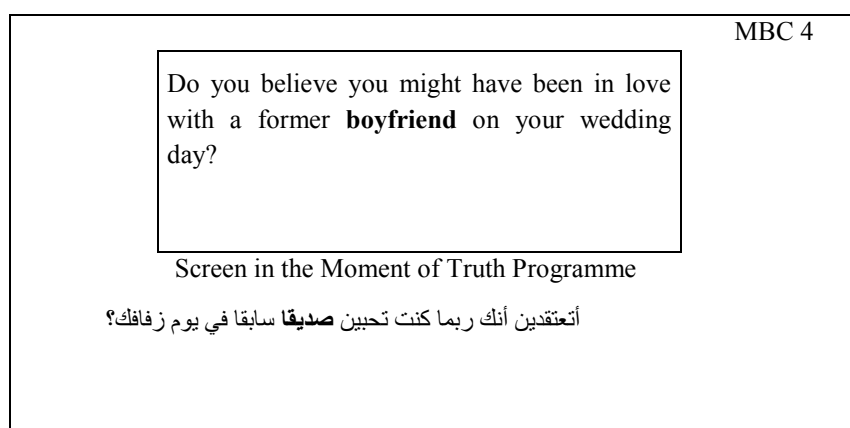 MBC 4
Do you believe you might have been in love
with a former boyfriend on your wedding
day?
Screen in the Moment of Truth Programme
أتعتقدين أنك ربما كنت تحبين صديقا سابقا في يوم زفافك؟